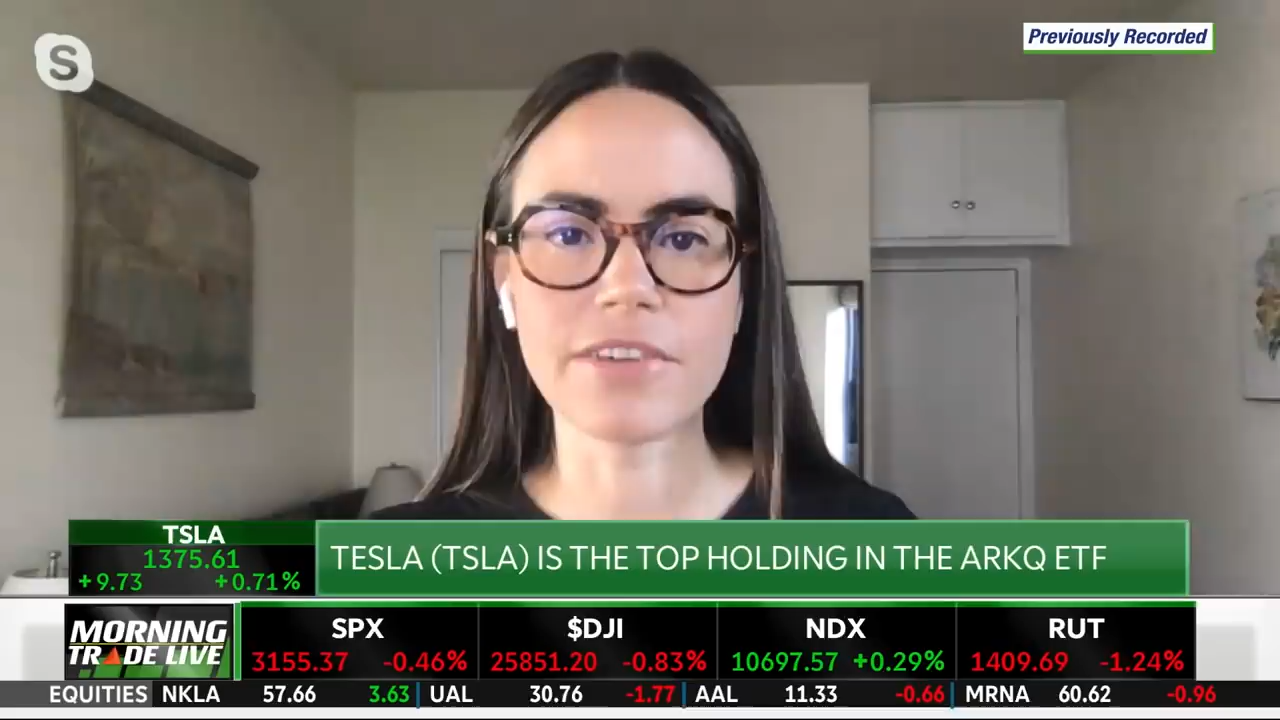 S
Previously Recorded
TSLA
1375.61
+9.73 +0.71%
TESLA (TSLA) IS THE TOP HOLDING IN THE ARKQ ETF
MORNING
TRADE LIVE
SPX
3155.37 -0.46%
$DJI
25851.20 -0.83%
NDX
10697.57 +0.29%
RUT
1409.69 -1.24%
EQUITIES NKLA 57.66 3.63 UAL 30.76 -1.77 AAL 11.33 -0.66 MRNA 60.62 -0.96